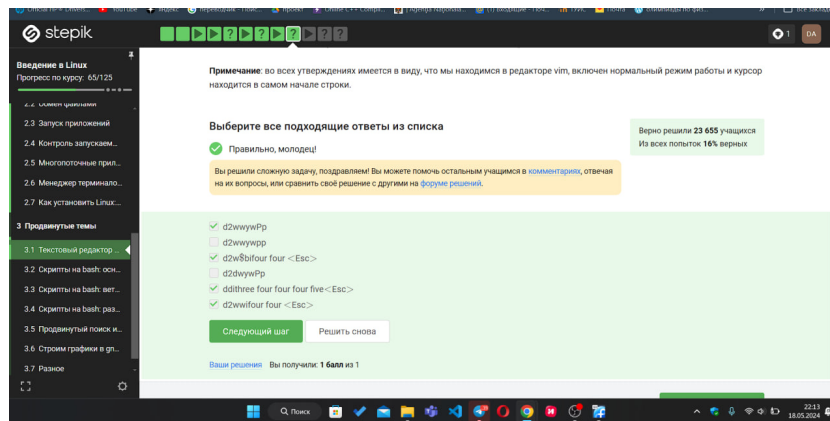 YouTube
Яндекс
stepik
1
DA
Введение в Linux
Прогресс по курсу: 65/125
2.2 Обмен файлами
2.3 Запуск приложений
2.4 Контроль запускаем...
2.5 Многопоточные прил...
2.6 Менеджер терминало...
2.7 Как установить Linux:...
3 Продвинутые темы
3.1 Текстовый редактор ...
3.2 Скрипты на bash: осн...
3.3 Скрипты на bash: вет...
3.4 Скрипты на bash: раз...
3.5 Продвинутый поиск и...
3.6 Строим графики в gn...
3.7 Разное
Примечание: во всех утверждениях имеется в виду, что мы находимся в редакторе vim, включен нормальный режим работы и курсор
находится в самом начале строки.
Выберите все подходящие ответы из списка
Правильно, молодец!
Верно решили 23 655 учащихся
Из всех попыток 16% верных
Вы решили сложную задачу, поздравляем! Вы можете помочь остальным учащимся в комментариях, отвечая
на их вопросы, или сравнить своё решение с другими на форуме решений.
d2wwywPp
d2wwywpp
d2w$bifour four <Esc>
d2dwywPp
ddithree four four four five<Esc>
d2wwifour four <Esc>
Следующий шаг
Решить снова
Ваши решения Вы получили: 1 балл из 1
Поиск
22:13
18.05.2024